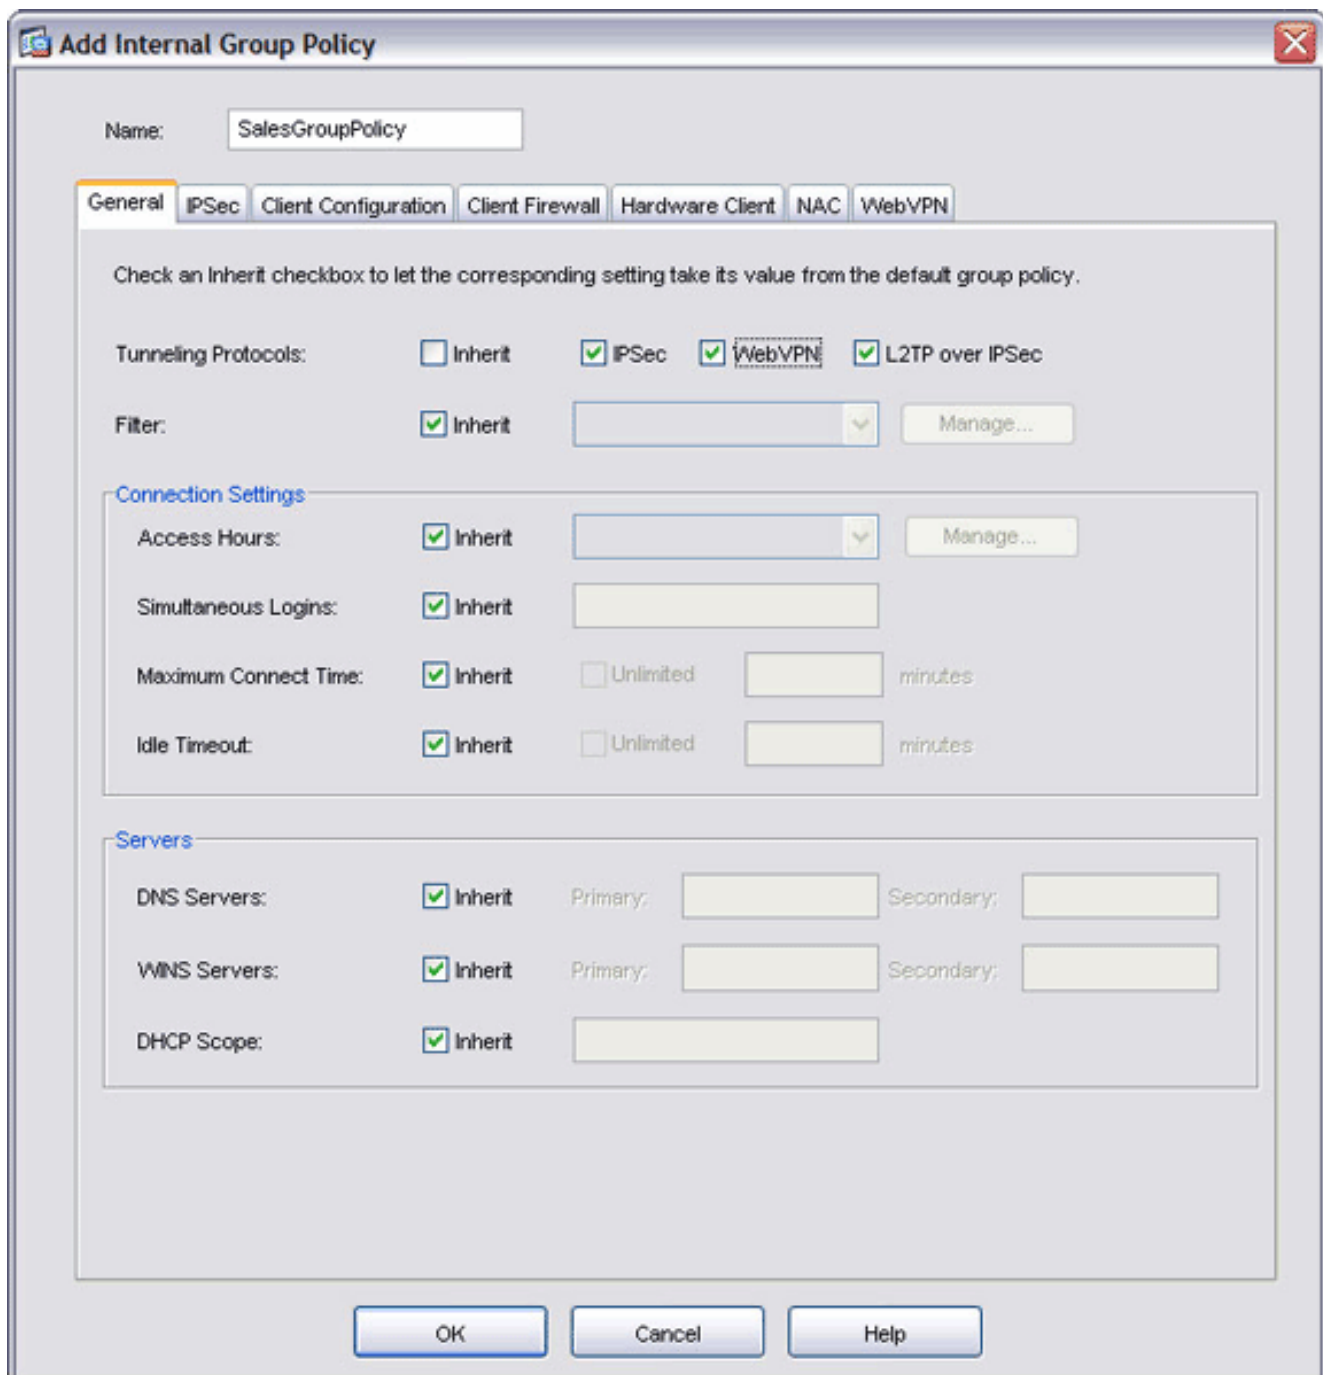 Add Internal Group Policy
Name: SalesGroupPolicy
General IPSec Client Configuration Client Firewall Hardware Client NAC WebVPN
Check an Inherit checkbox to let the corresponding setting take its value from the default group policy.
Tunneling Protocols: Inherit IPSec WebVPN L2TP over IPSec
Filter: Inherit Manage...
Connection Settings
Access Hours: Inherit Manage...
Simultaneous Logins: Inherit
Maximum Connect Time: Inherit Unlimited minutes
Idle Timeout: Inherit Unlimited minutes
Servers
DNS Servers: Inherit Primary: Secondary:
WINS Servers: Inherit Primary: Secondary:
DHCP Scope: Inherit
OK Cancel Help